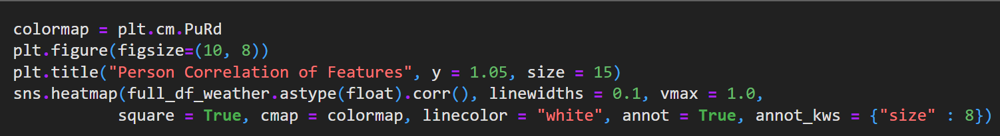 colormap = plt.cm.PuRd
plt.figure(figsize=(10, 8))
plt.title("Person Correlation of Features", y = 1.05, size = 15)
sns.heatmap(full_df_weather.astype(float).corr(), linewidths = 0.1, vmax = 1.0,
            square = True, cmap = colormap, linecolor = "white", annot = True, annot_kws = {"size" : 8})